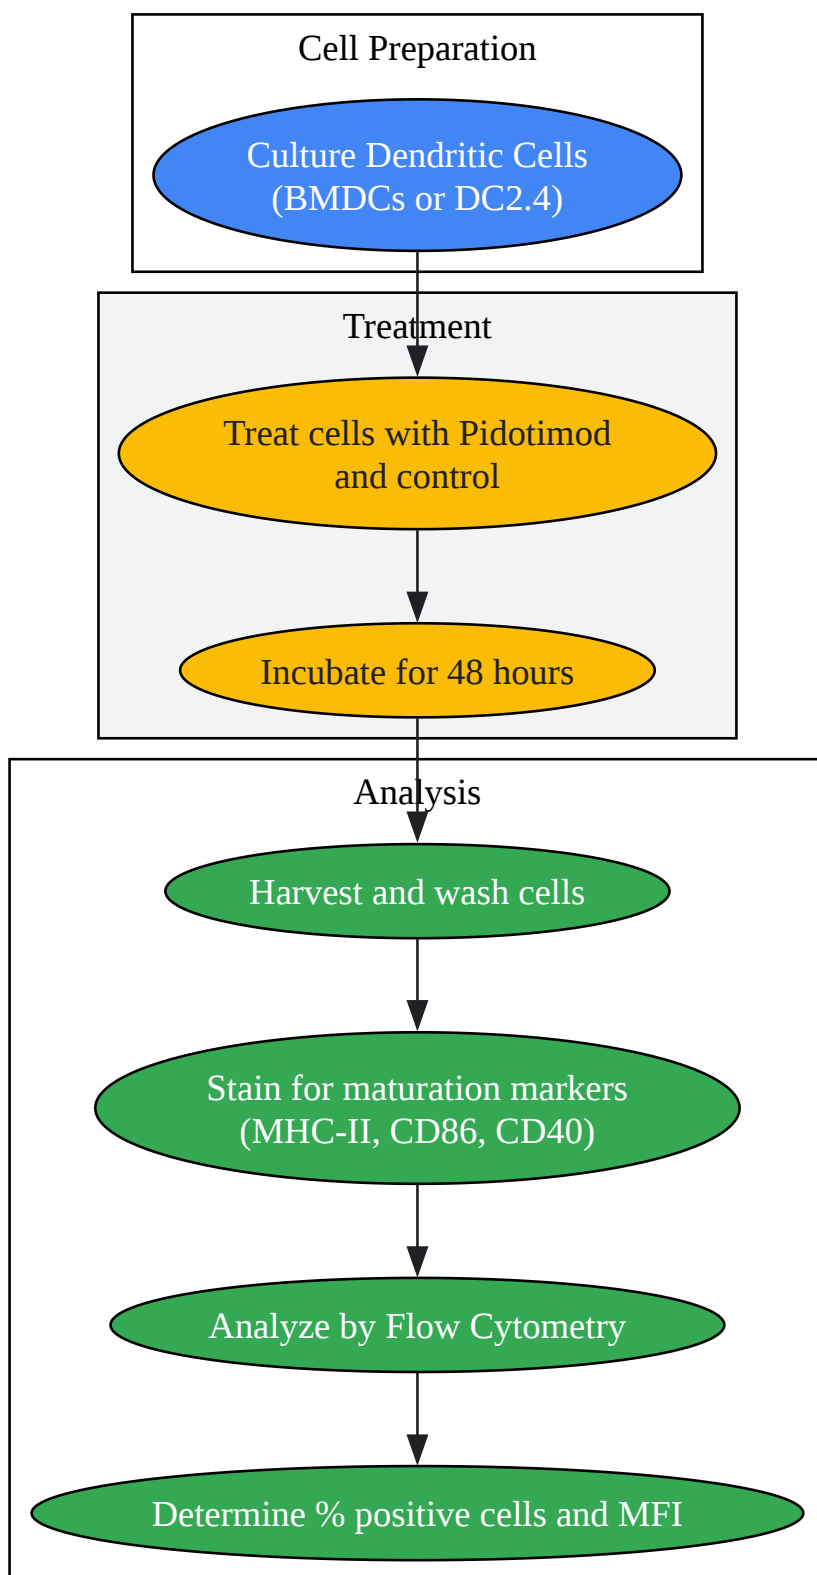 Cell Preparation
Culture Dendritic Cells
(BMDCs or DC2.4)
Treatment
Treat cells with Pidotimod
and control
Incubate for 48 hours
Analysis
Harvest and wash cells
Stain for maturation markers
(MHC-II, CD86, CD40)
Analyze by Flow Cytometry
Determine % positive cells and MFI